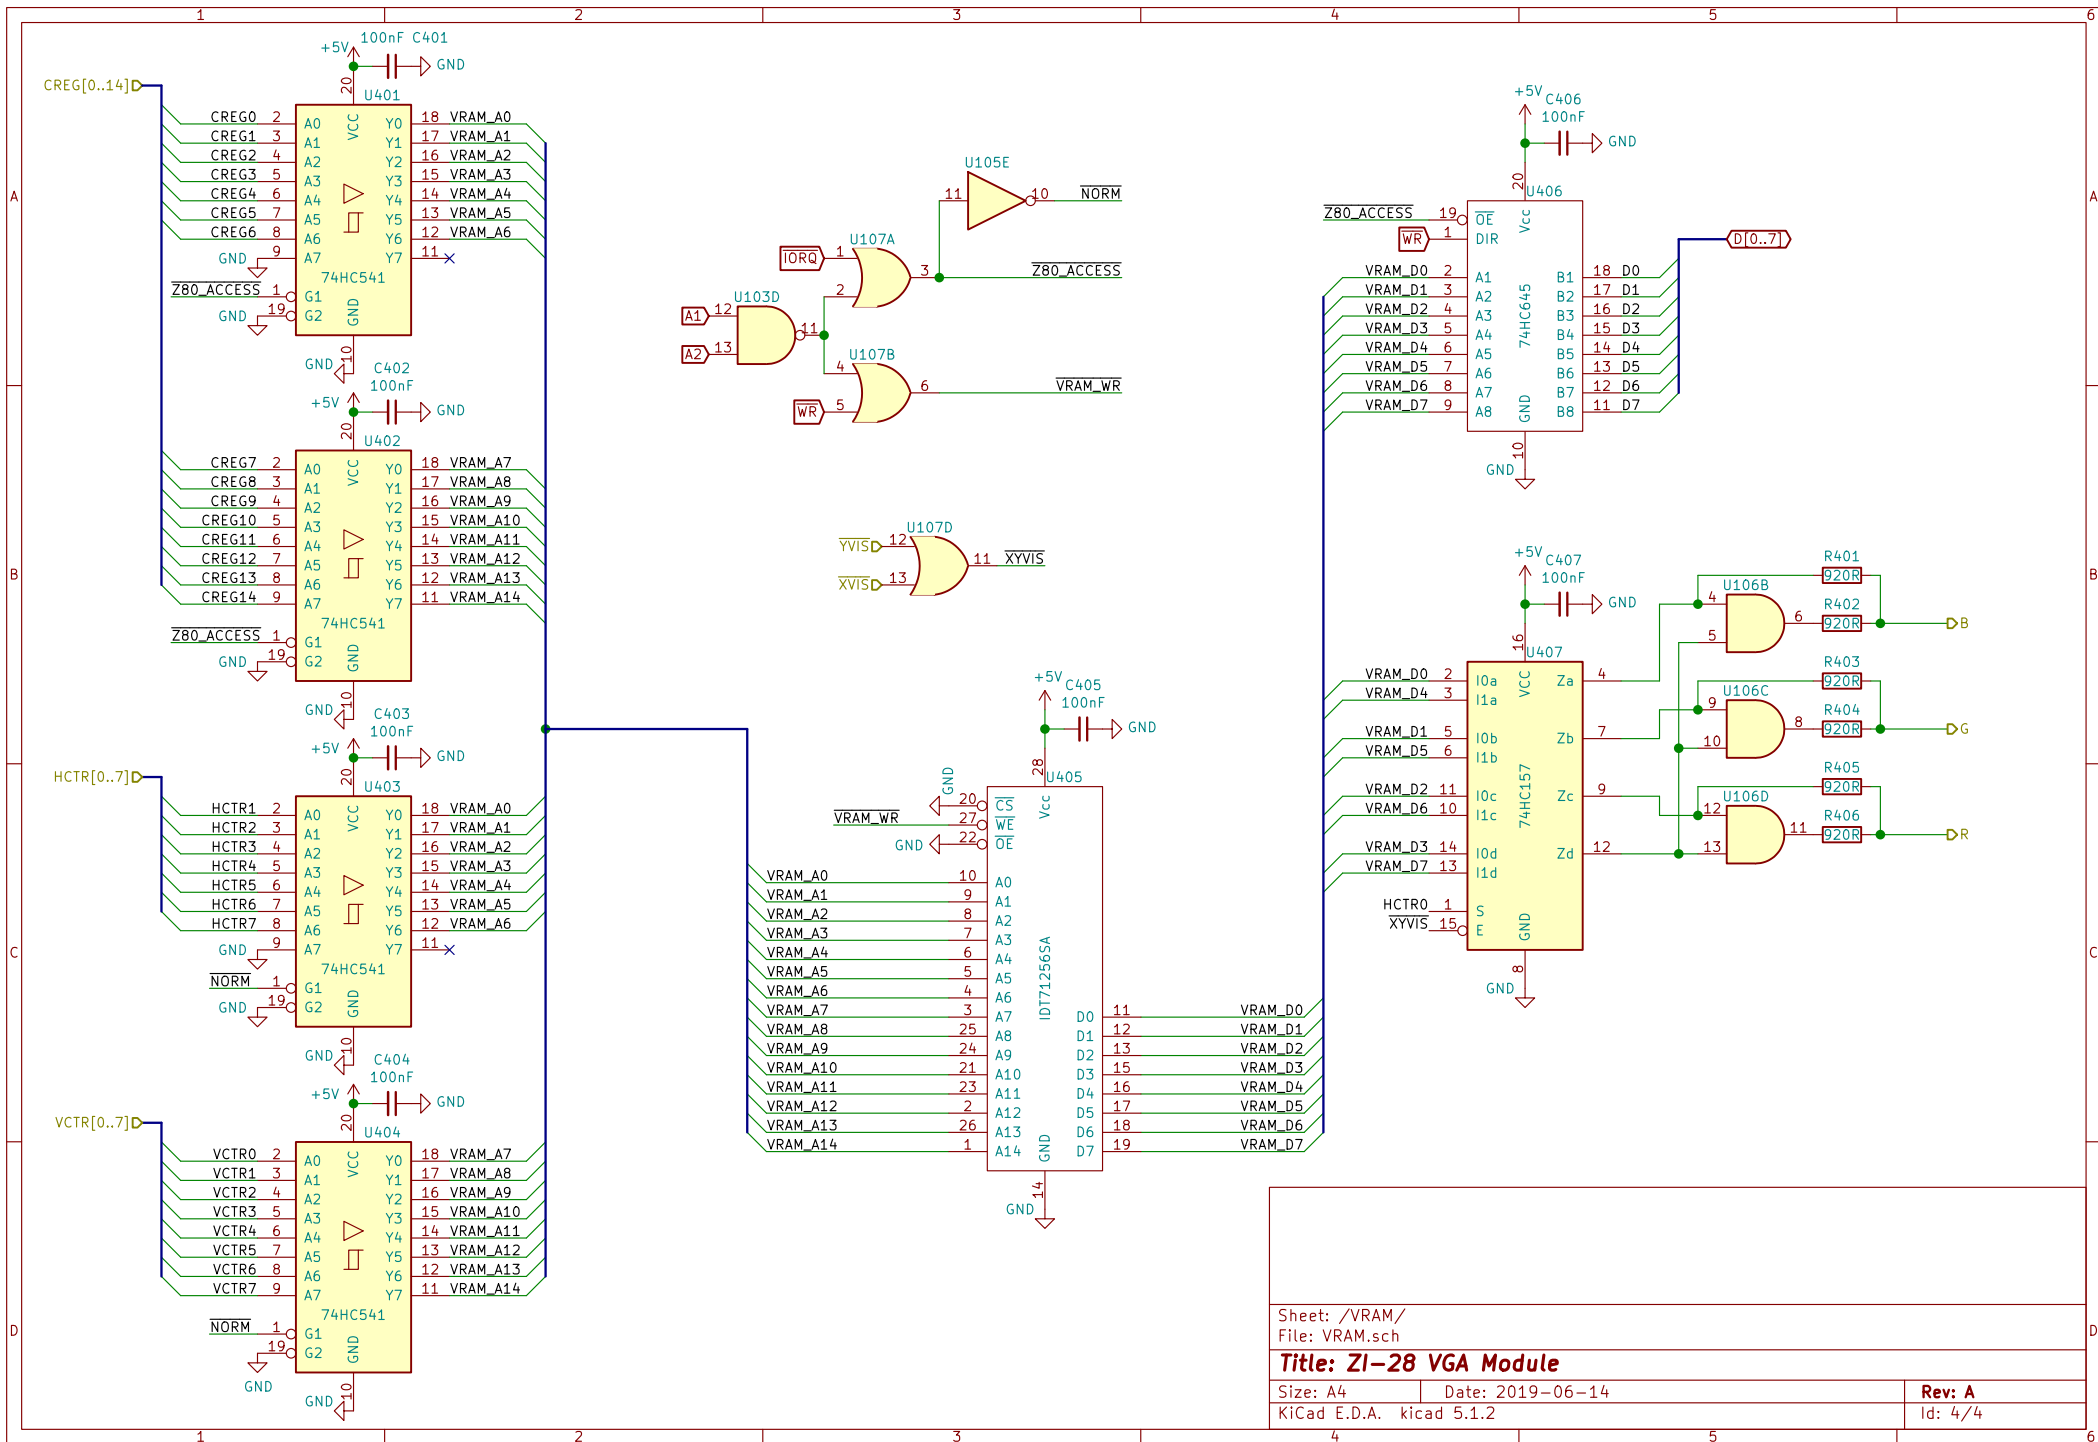 1 2 3 4 5 6
A
B
C
D
CREG[0..14]
+5V
100nF C401
GND
20
U401
CREG0 2 A0 VCC Y0 18 VRAM_A0
CREG1 3 A1 Y1 17 VRAM_A1
CREG2 4 A2 Y2 16 VRAM_A2
CREG3 5 A3 Y3 15 VRAM_A3
CREG4 6 A4 Y4 14 VRAM_A4
CREG5 7 A5 Y5 13 VRAM_A5
CREG6 8 A6 Y6 12 VRAM_A6
GND 9 A7 Y7 11
74HC541
Z80_ACCESS 1 G1
GND 19 G2 GND
GND 10
C402
100nF
+5V
GND
20
U402
CREG7 2 A0 VCC Y0 18 VRAM_A7
CREG8 3 A1 Y1 17 VRAM_A8
CREG9 4 A2 Y2 16 VRAM_A9
CREG10 5 A3 Y3 15 VRAM_A10
CREG11 6 A4 Y4 14 VRAM_A11
CREG12 7 A5 Y5 13 VRAM_A12
CREG13 8 A6 Y6 12 VRAM_A13
CREG14 9 A7 Y7 11 VRAM_A14
74HC541
Z80_ACCESS 1 G1
GND 19 G2 GND
GND 10
C403
100nF
+5V
GND
20
U403
HCTR[0..7]
HCTR1 2 A0 VCC Y0 18 VRAM_A0
HCTR2 3 A1 Y1 17 VRAM_A1
HCTR3 4 A2 Y2 16 VRAM_A2
HCTR4 5 A3 Y3 15 VRAM_A3
HCTR5 6 A4 Y4 14 VRAM_A4
HCTR6 7 A5 Y5 13 VRAM_A5
HCTR7 8 A6 Y6 12 VRAM_A6
GND 9 A7 Y7 11
74HC541
NORM 1 G1
GND 19 G2 GND
GND 10
C404
100nF
+5V
GND
20
U404
VCTR[0..7]
VCTR0 2 A0 VCC Y0 18 VRAM_A7
VCTR1 3 A1 Y1 17 VRAM_A8
VCTR2 4 A2 Y2 16 VRAM_A9
VCTR3 5 A3 Y3 15 VRAM_A10
VCTR4 6 A4 Y4 14 VRAM_A11
VCTR5 7 A5 Y5 13 VRAM_A12
VCTR6 8 A6 Y6 12 VRAM_A13
VCTR7 9 A7 Y7 11 VRAM_A14
74HC541
NORM 1 G1
19 G2 GND
GND
GND 10
U105E
11 10 NORM
U107A
IORQ 1
3 Z80_ACCESS
2
U103D
A1 12
11
A2 13
U107B
4
6 VRAM_WR
WR 5
U107D
YVIS 12
11 XYVIS
XVIS 13
+5V
C405
100nF
GND
28
U405
GND 20 CS Vcc
VRAM_WR 27 WE
GND 22 OE
VRAM_A0 10 A0
VRAM_A1 9 A1
VRAM_A2 8 A2
VRAM_A3 7 A3
VRAM_A4 6 A4
VRAM_A5 5 A5
VRAM_A6 4 A6
VRAM_A7 3 A7 D0 11 VRAM_D0
VRAM_A8 25 A8 D1 12 VRAM_D1
VRAM_A9 24 A9 D2 13 VRAM_D2
VRAM_A10 21 A10 D3 15 VRAM_D3
VRAM_A11 23 A11 D4 16 VRAM_D4
VRAM_A12 2 A12 D5 17 VRAM_D5
VRAM_A13 26 A13 D6 18 VRAM_D6
VRAM_A14 1 A14 D7 19 VRAM_D7
IDT71256SA
GND
14
GND
+5V
C406
100nF
GND
20
U406
Z80_ACCESS 19 OE Vcc
WR 1 DIR
D[0..7]
VRAM_D0 2 A1 B1 18 D0
VRAM_D1 3 A2 B2 17 D1
VRAM_D2 4 A3 B3 16 D2
VRAM_D3 5 A4 B4 15 D3
VRAM_D4 6 A5 B5 14 D4
VRAM_D5 7 A6 B6 13 D5
VRAM_D6 8 A7 B7 12 D6
VRAM_D7 9 A8 B8 11 D7
74HC645
GND
10
GND
+5V
C407
100nF
GND
16
U407
VRAM_D0 2 I0a VCC Za 4
VRAM_D4 3 I1a
VRAM_D1 5 I0b Zb 7
VRAM_D5 6 I1b
VRAM_D2 11 I0c Zc 9
VRAM_D6 10 I1c
VRAM_D3 14 I0d Zd 12
VRAM_D7 13 I1d
74HC157
HCTR0 1 S
XYVIS 15 E
GND
8
GND
R401
920R
U106B
4
R402
6 920R B
5
R403
920R
U106C
9
R404
8 920R G
10
R405
920R
U106D
12
R406
11 920R R
13
Sheet: /VRAM/
File: VRAM.sch
Title: ZI-28 VGA Module
Size: A4 Date: 2019-06-14 Rev: A
KiCad E.D.A. kicad 5.1.2 Id: 4/4
A
B
C
D
1 2 3 4 5 6